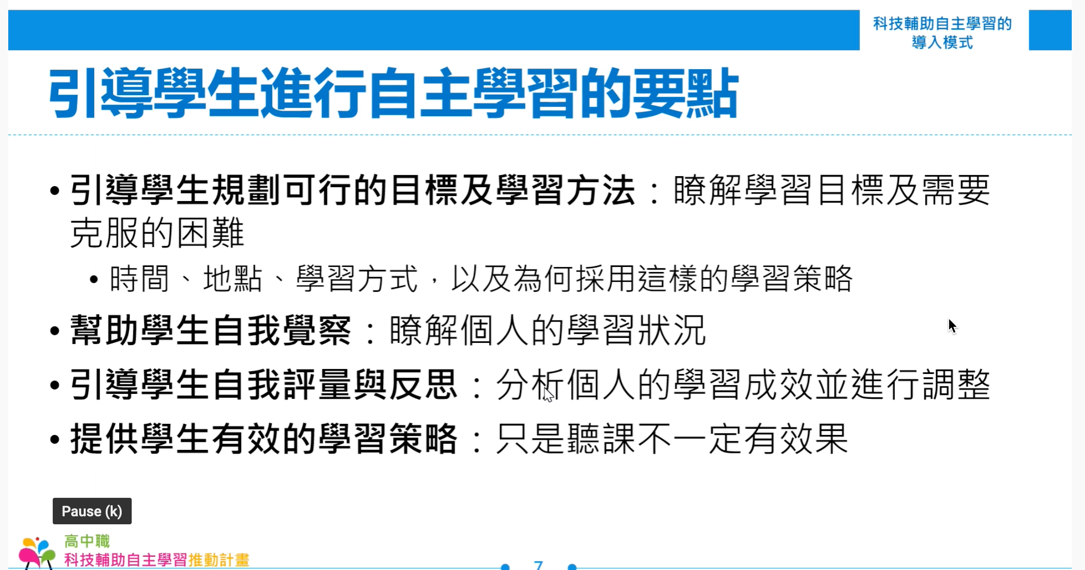 科技輔助自主學習的
導入模式
引導學生進行自主學習的要點
• 引導學生規劃可行的目標及學習方法：瞭解學習目標及需要
克服的困難
• 時間、地點、學習方式，以及為何採用這樣的學習策略
• 幫助學生自我覺察：瞭解個人的學習狀況
• 引導學生自我評量與反思：分析個人的學習成效並進行調整
• 提供學生有效的學習策略：只是聽課不一定有效果
Pause (k)
高中職
科技輔助自主學習推動計畫
7